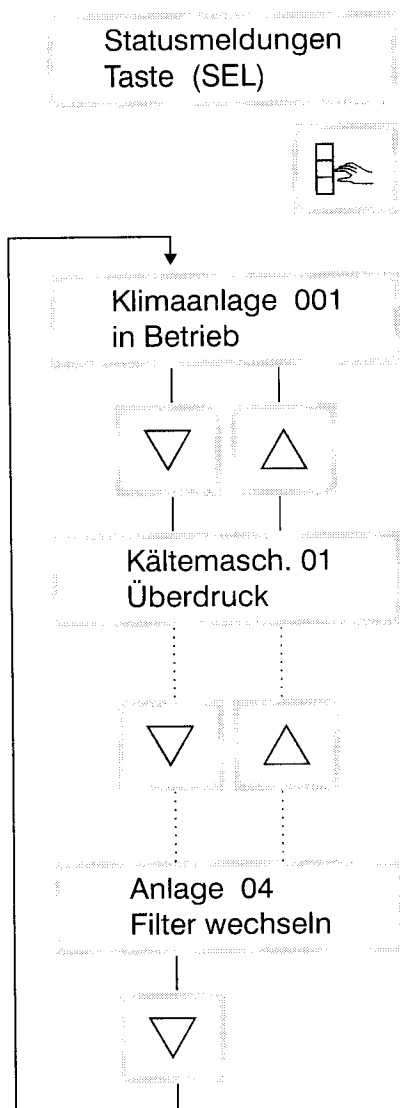 Statusmeldungen
Taste (SEL)
Klimaanlage 001
in Betrieb
Kältemasch. 01
Überdruck
Anlage 04
Filter wechseln